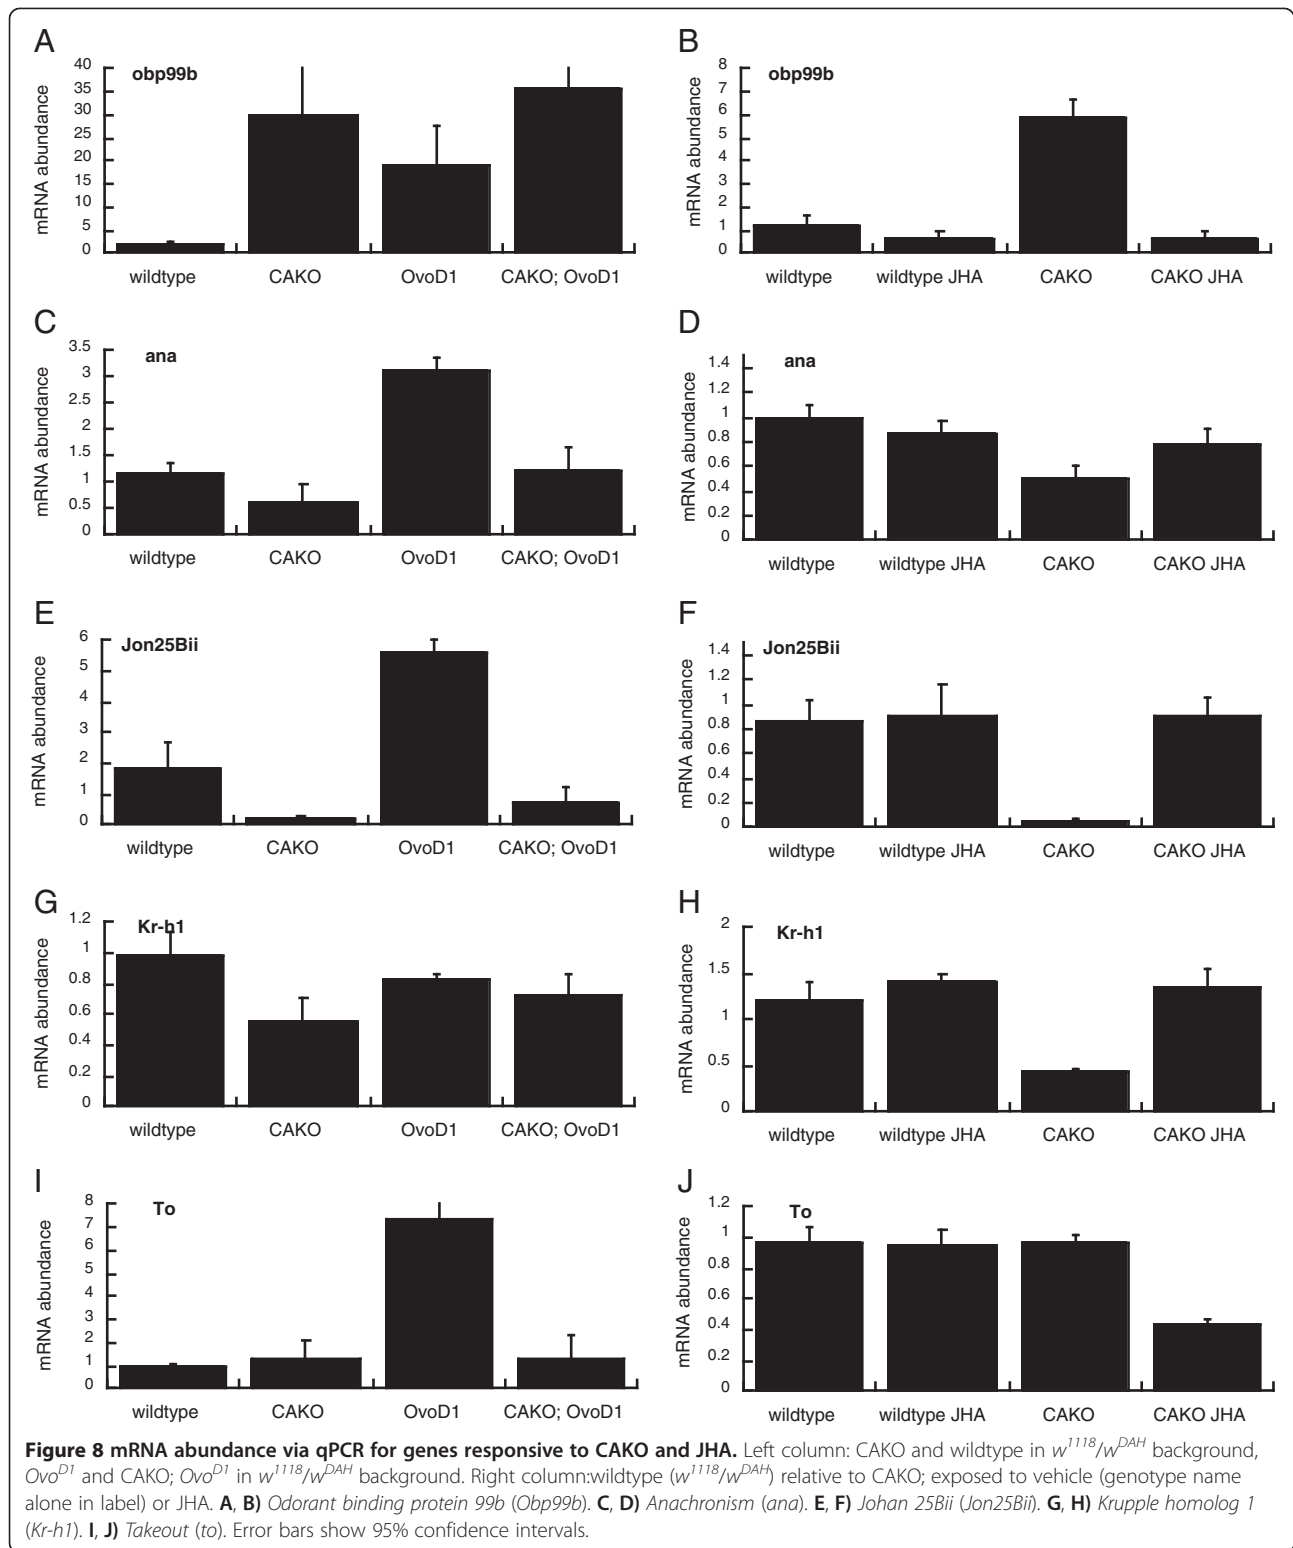 A
obp99b
mRNA abundance
40
35
30
25
20
15
10
5
0
wildtype CAKO OvoD1 CAKO; OvoD1
B
obp99b
mRNA abundance
8
7
6
5
4
3
2
1
0
wildtype wildtype JHA CAKO CAKO JHA
C
ana
mRNA abundance
3.5
3
2.5
2
1.5
1
0.5
0
wildtype CAKO OvoD1 CAKO; OvoD1
D
ana
mRNA abundance
1.4
1.2
1
0.8
0.6
0.4
0.2
0
wildtype wildtype JHA CAKO CAKO JHA
E
Jon25Bii
mRNA abundance
6
5
4
3
2
1
0
wildtype CAKO OvoD1 CAKO; OvoD1
F
Jon25Bii
mRNA abundance
1.4
1.2
1
0.8
0.6
0.4
0.2
0
wildtype wildtype JHA CAKO CAKO JHA
G
Kr-h1
mRNA abundance
1.2
1
0.8
0.6
0.4
0.2
0
wildtype CAKO OvoD1 CAKO; OvoD1
H
Kr-h1
mRNA abundance
2
1.5
1
0.5
0
wildtype wildtype JHA CAKO CAKO JHA
I
To
mRNA abundance
8
7
6
5
4
3
2
1
0
wildtype CAKO OvoD1 CAKO; OvoD1
J
To
mRNA abundance
1.2
1
0.8
0.6
0.4
0.2
0
wildtype wildtype JHA CAKO CAKO JHA
Figure 8 mRNA abundance via qPCR for genes responsive to CAKO and JHA. Left column: CAKO and wildtype in w1118/wDAH background,
OvoD1 and CAKO; OvoD1 in w1118/wDAH background. Right column:wildtype (w1118/wDAH) relative to CAKO; exposed to vehicle (genotype name
alone in label) or JHA. A, B) Odorant binding protein 99b (Obp99b). C, D) Anachronism (ana). E, F) Johan 25Bii (Jon25Bii). G, H) Krupple homolog 1
(Kr-h1). I, J) Takeout (to). Error bars show 95% confidence intervals.